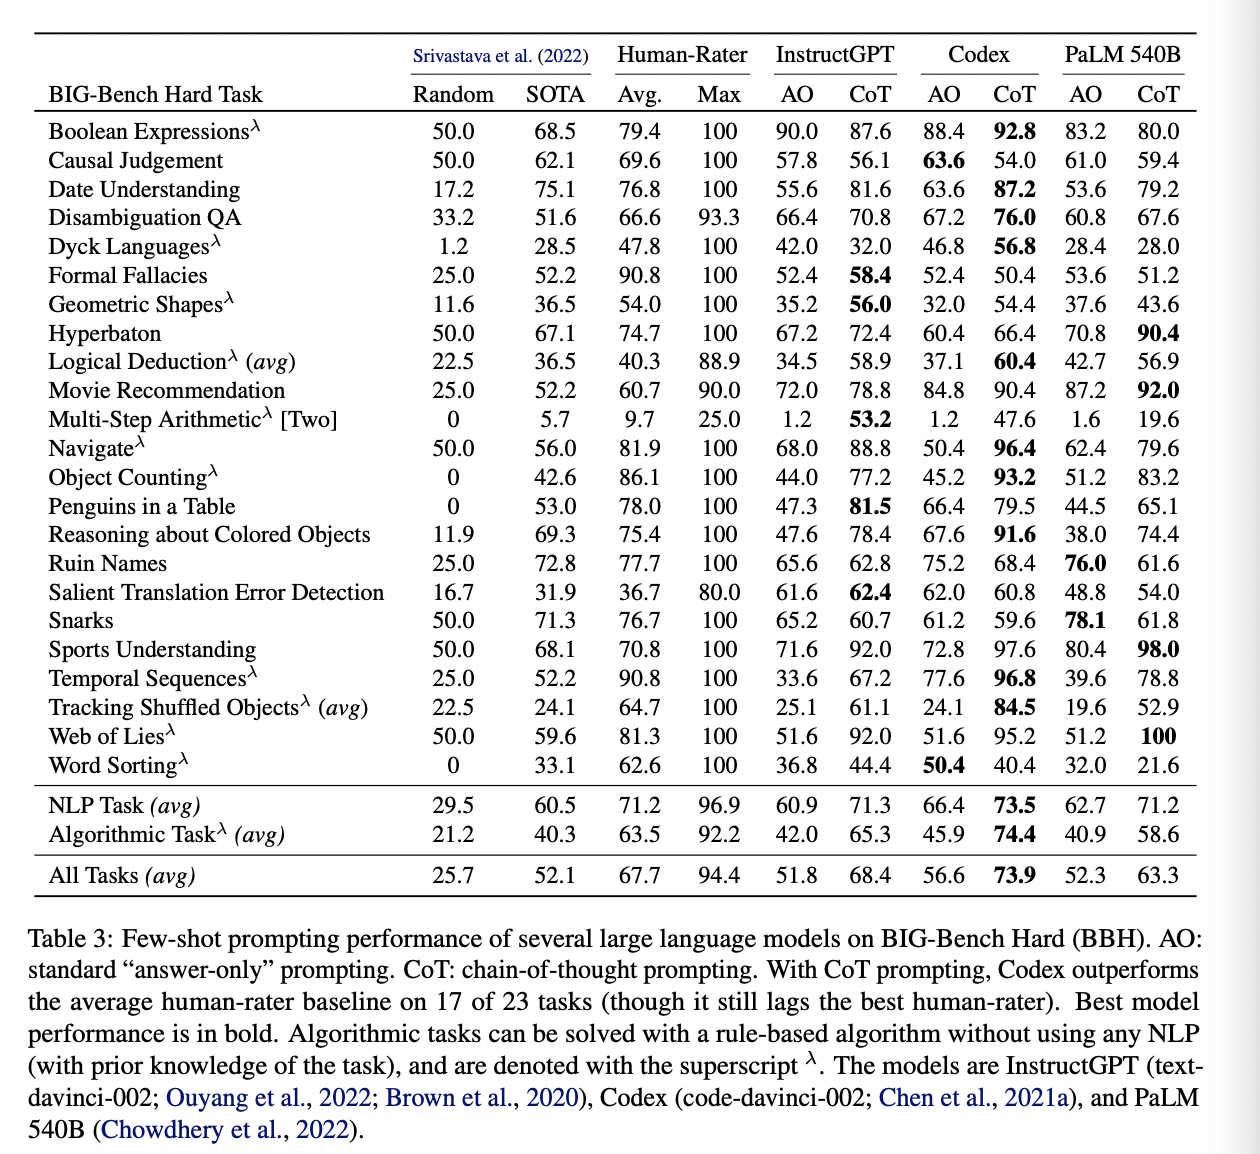 Srivastava et al. (2022) Human-Rater InstructGPT Codex PaLM 540B
BIG-Bench Hard Task Random SOTA Avg. Max AO CoT AO CoT AO CoT
Boolean Expressionsλ 50.0 68.5 79.4 100 90.0 87.6 88.4 92.8 83.2 80.0
Causal Judgement 50.0 62.1 69.6 100 57.8 56.1 63.6 54.0 61.0 59.4
Date Understanding 17.2 75.1 76.8 100 55.6 81.6 63.6 87.2 53.6 79.2
Disambiguation QA 33.2 51.6 66.6 93.3 66.4 70.8 67.2 76.0 60.8 67.6
Dyck Languagesλ 1.2 28.5 47.8 100 42.0 32.0 46.8 56.8 28.4 28.0
Formal Fallacies 25.0 52.2 90.8 100 52.4 58.4 52.4 50.4 53.6 51.2
Geometric Shapesλ 11.6 36.5 54.0 100 35.2 56.0 32.0 54.4 37.6 43.6
Hyperbaton 50.0 67.1 74.7 100 67.2 72.4 60.4 66.4 70.8 90.4
Logical Deductionλ (avg) 22.5 36.5 40.3 88.9 34.5 58.9 37.1 60.4 42.7 56.9
Movie Recommendation 25.0 52.2 60.7 90.0 72.0 78.8 84.8 90.4 87.2 92.0
Multi-Step Arithmeticλ [Two] 0 5.7 9.7 25.0 1.2 53.2 1.2 47.6 1.6 19.6
Navigateλ 50.0 56.0 81.9 100 68.0 88.8 50.4 96.4 62.4 79.6
Object Countingλ 0 42.6 86.1 100 44.0 77.2 45.2 93.2 51.2 83.2
Penguins in a Table 0 53.0 78.0 100 47.3 81.5 66.4 79.5 44.5 65.1
Reasoning about Colored Objects 11.9 69.3 75.4 100 47.6 78.4 67.6 91.6 38.0 74.4
Ruin Names 25.0 72.8 77.7 100 65.6 62.8 75.2 68.4 76.0 61.6
Salient Translation Error Detection 16.7 31.9 36.7 80.0 61.6 62.4 62.0 60.8 48.8 54.0
Snarks 50.0 71.3 76.7 100 65.2 60.7 61.2 59.6 78.1 61.8
Sports Understanding 50.0 68.1 70.8 100 71.6 92.0 72.8 97.6 80.4 98.0
Temporal Sequencesλ 25.0 52.2 90.8 100 33.6 67.2 77.6 96.8 39.6 78.8
Tracking Shuffled Objectsλ (avg) 22.5 24.1 64.7 100 25.1 61.1 24.1 84.5 19.6 52.9
Web of Liesλ 50.0 59.6 81.3 100 51.6 92.0 51.6 95.2 51.2 100
Word Sortingλ 0 33.1 62.6 100 36.8 44.4 50.4 40.4 32.0 21.6
NLP Task (avg) 29.5 60.5 71.2 96.9 60.9 71.3 66.4 73.5 62.7 71.2
Algorithmic Taskλ (avg) 21.2 40.3 63.5 92.2 42.0 65.3 45.9 74.4 40.9 58.6
All Tasks (avg) 25.7 52.1 67.7 94.4 51.8 68.4 56.6 73.9 52.3 63.3
Table 3: Few-shot prompting performance of several large language models on BIG-Bench Hard (BBH). AO:
standard “answer-only” prompting. CoT: chain-of-thought prompting. With CoT prompting, Codex outperforms
the average human-rater baseline on 17 of 23 tasks (though it still lags the best human-rater). Best model
performance is in bold. Algorithmic tasks can be solved with a rule-based algorithm without using any NLP
(with prior knowledge of the task), and are denoted with the superscript λ. The models are InstructGPT (text-
davinci-002; Ouyang et al., 2022; Brown et al., 2020), Codex (code-davinci-002; Chen et al., 2021a), and PaLM
540B (Chowdhery et al., 2022).